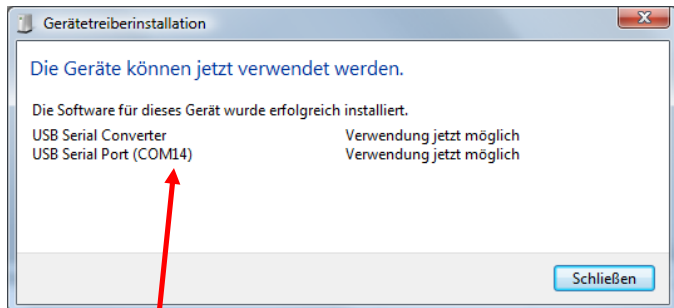 Gerätetreiberinstallation
Die Geräte können jetzt verwendet werden.
Die Software für dieses Gerät wurde erfolgreich installiert.
USB Serial Converter Verwendung jetzt möglich
USB Serial Port (COM14) Verwendung jetzt möglich
Schließen